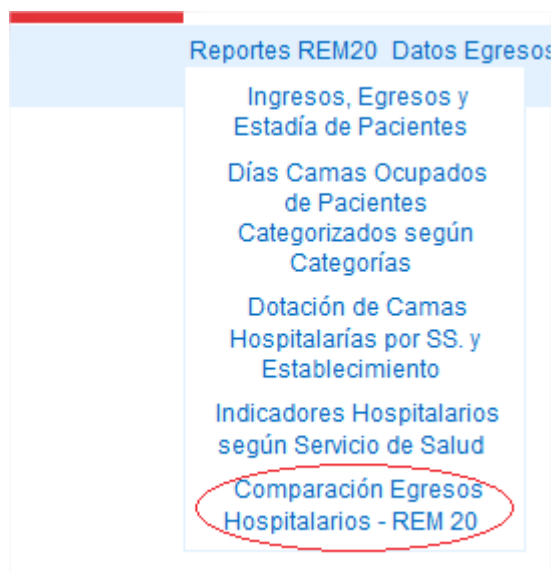 Reportes REM20 Datos Egresos
Ingresos, Egresos y
Estadía de Pacientes
Días Camas Ocupados
de Pacientes
Categorizados según
Categorías
Dotación de Camas
Hospitalarías por SS. y
Establecimiento
Indicadores Hospitalarios
según Servicio de Salud
Comparación Egresos
Hospitalarios - REM 20